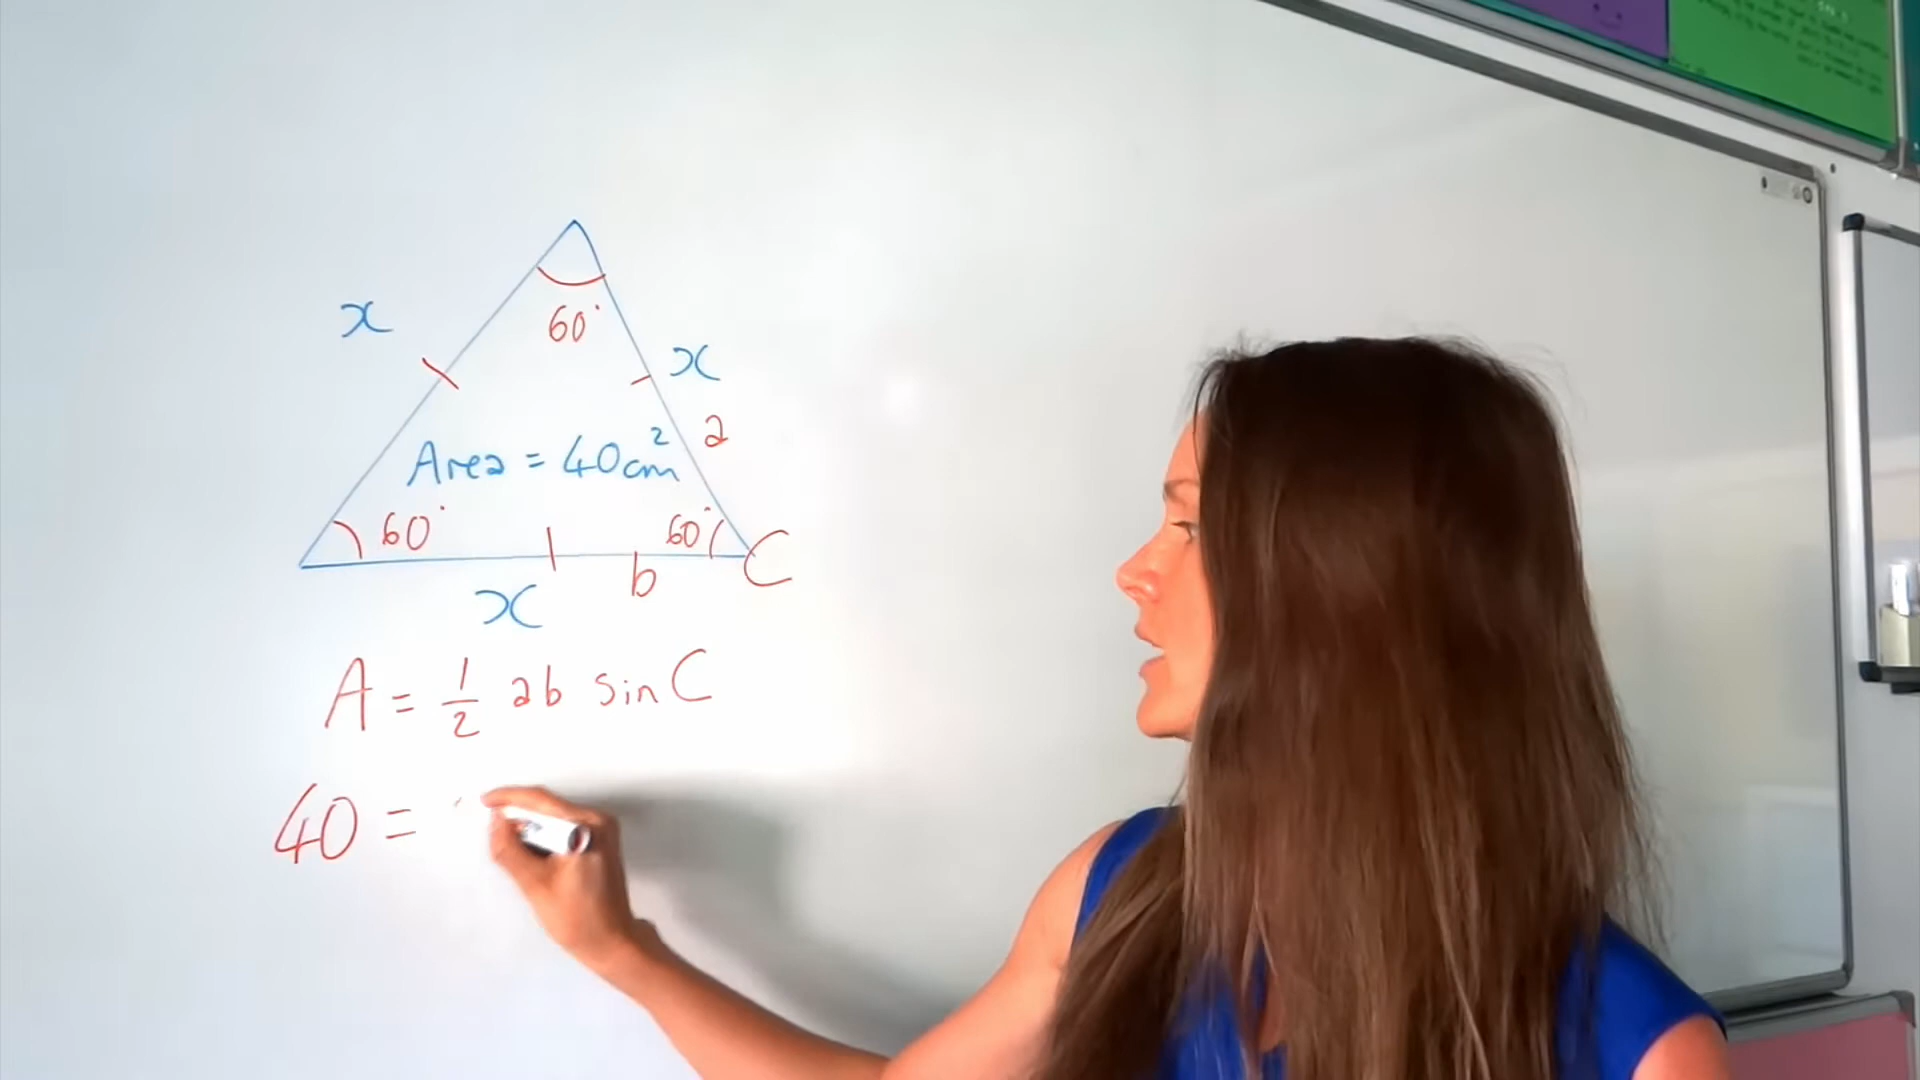 60°
x
x
a
Area = 40cm²
60°
60°
C
b
x
A = 1/2 ab sin C
40 =